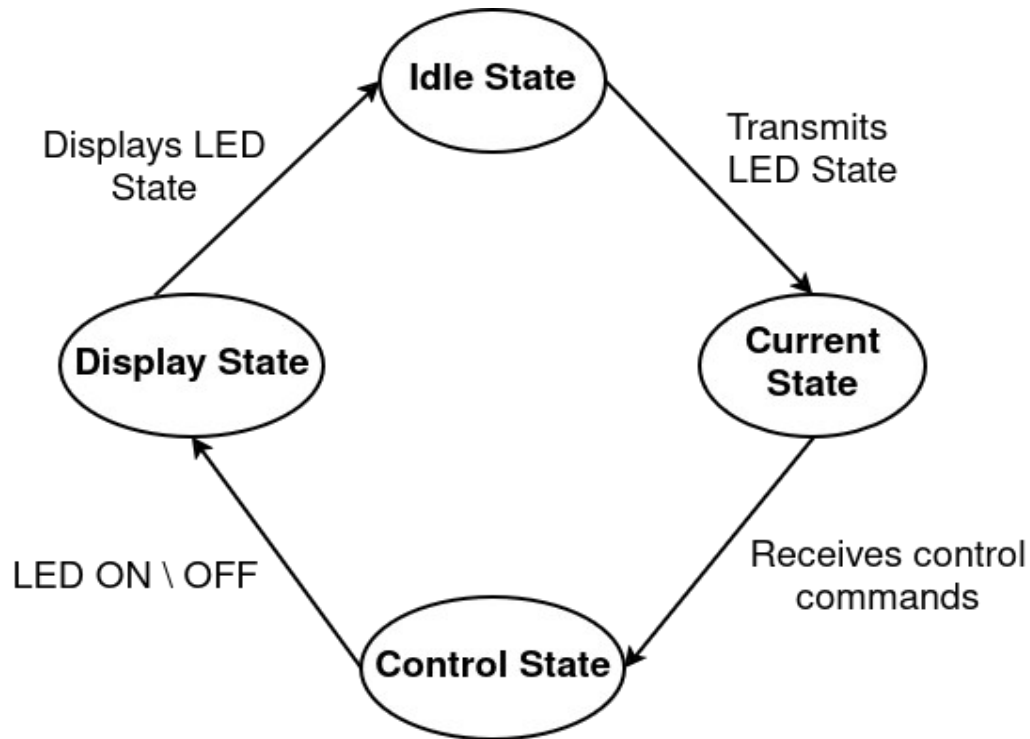 Idle State
Displays LED
State
Transmits
LED State
Display State
Current
State
LED ON \ OFF
Receives control
commands
Control State